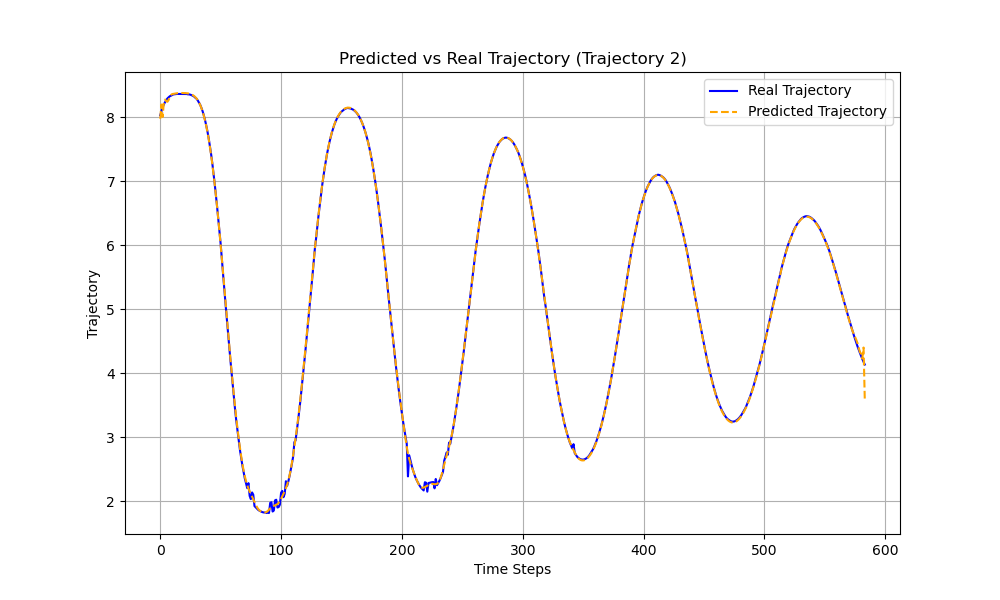 Predicted vs Real Trajectory (Trajectory 2)
Real Trajectory
Predicted Trajectory
8
7
6
5
4
3
2
Trajectory
0 100 200 300 400 500 600
Time Steps